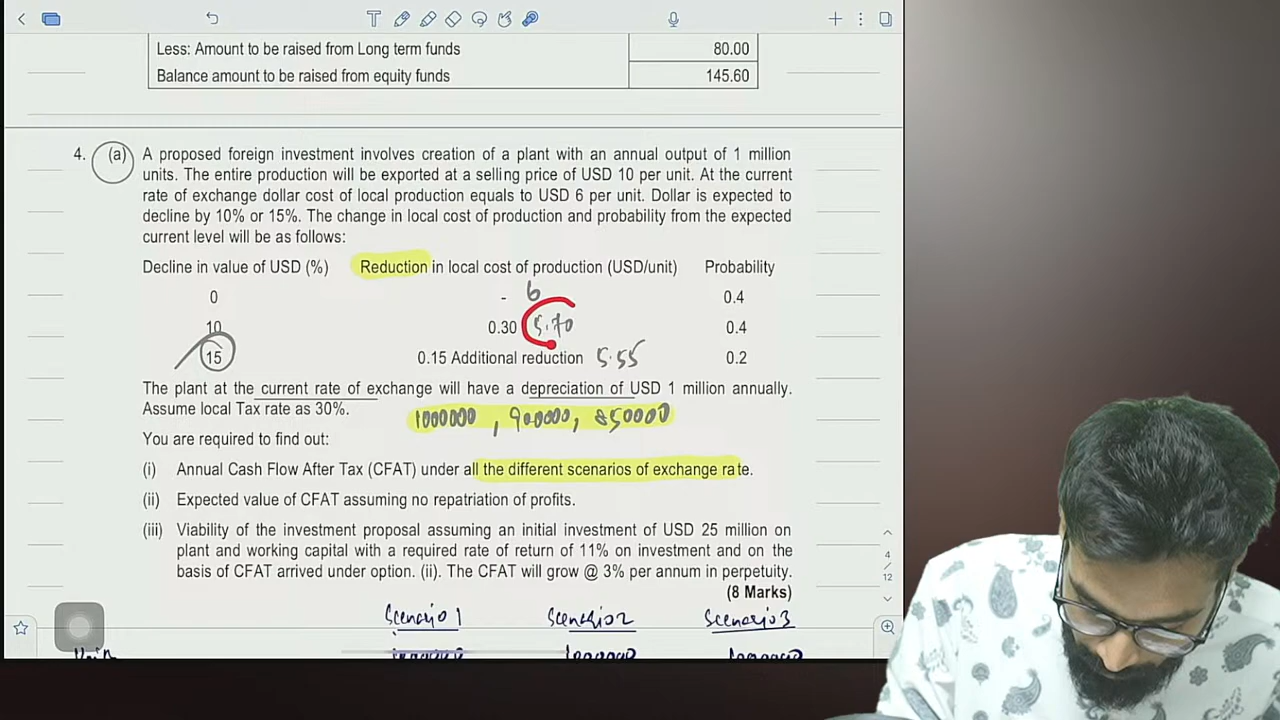 Less: Amount to be raised from Long term funds 80.00
Balance amount to be raised from equity funds 145.60
4. (a) A proposed foreign investment involves creation of a plant with an annual output of 1 million
units. The entire production will be exported at a selling price of USD 10 per unit. At the current
rate of exchange dollar cost of local production equals to USD 6 per unit. Dollar is expected to
decline by 10% or 15%. The change in local cost of production and probability from the expected
current level will be as follows:
Decline in value of USD (%) Reduction in local cost of production (USD/unit) Probability
0 - 6 0.4
10 0.30 5.70 0.4
15 0.15 Additional reduction 5.55 0.2
The plant at the current rate of exchange will have a depreciation of USD 1 million annually.
Assume local Tax rate as 30%. 1000000, 900000, 850000
You are required to find out:
(i) Annual Cash Flow After Tax (CFAT) under all the different scenarios of exchange rate.
(ii) Expected value of CFAT assuming no repatriation of profits.
(iii) Viability of the investment proposal assuming an initial investment of USD 25 million on
plant and working capital with a required rate of return of 11% on investment and on the
basis of CFAT arrived under option. (ii). The CFAT will grow @ 3% per annum in perpetuity.
(8 Marks)
4
/
12
Scenario 1 Scenario 2 Scenario 3